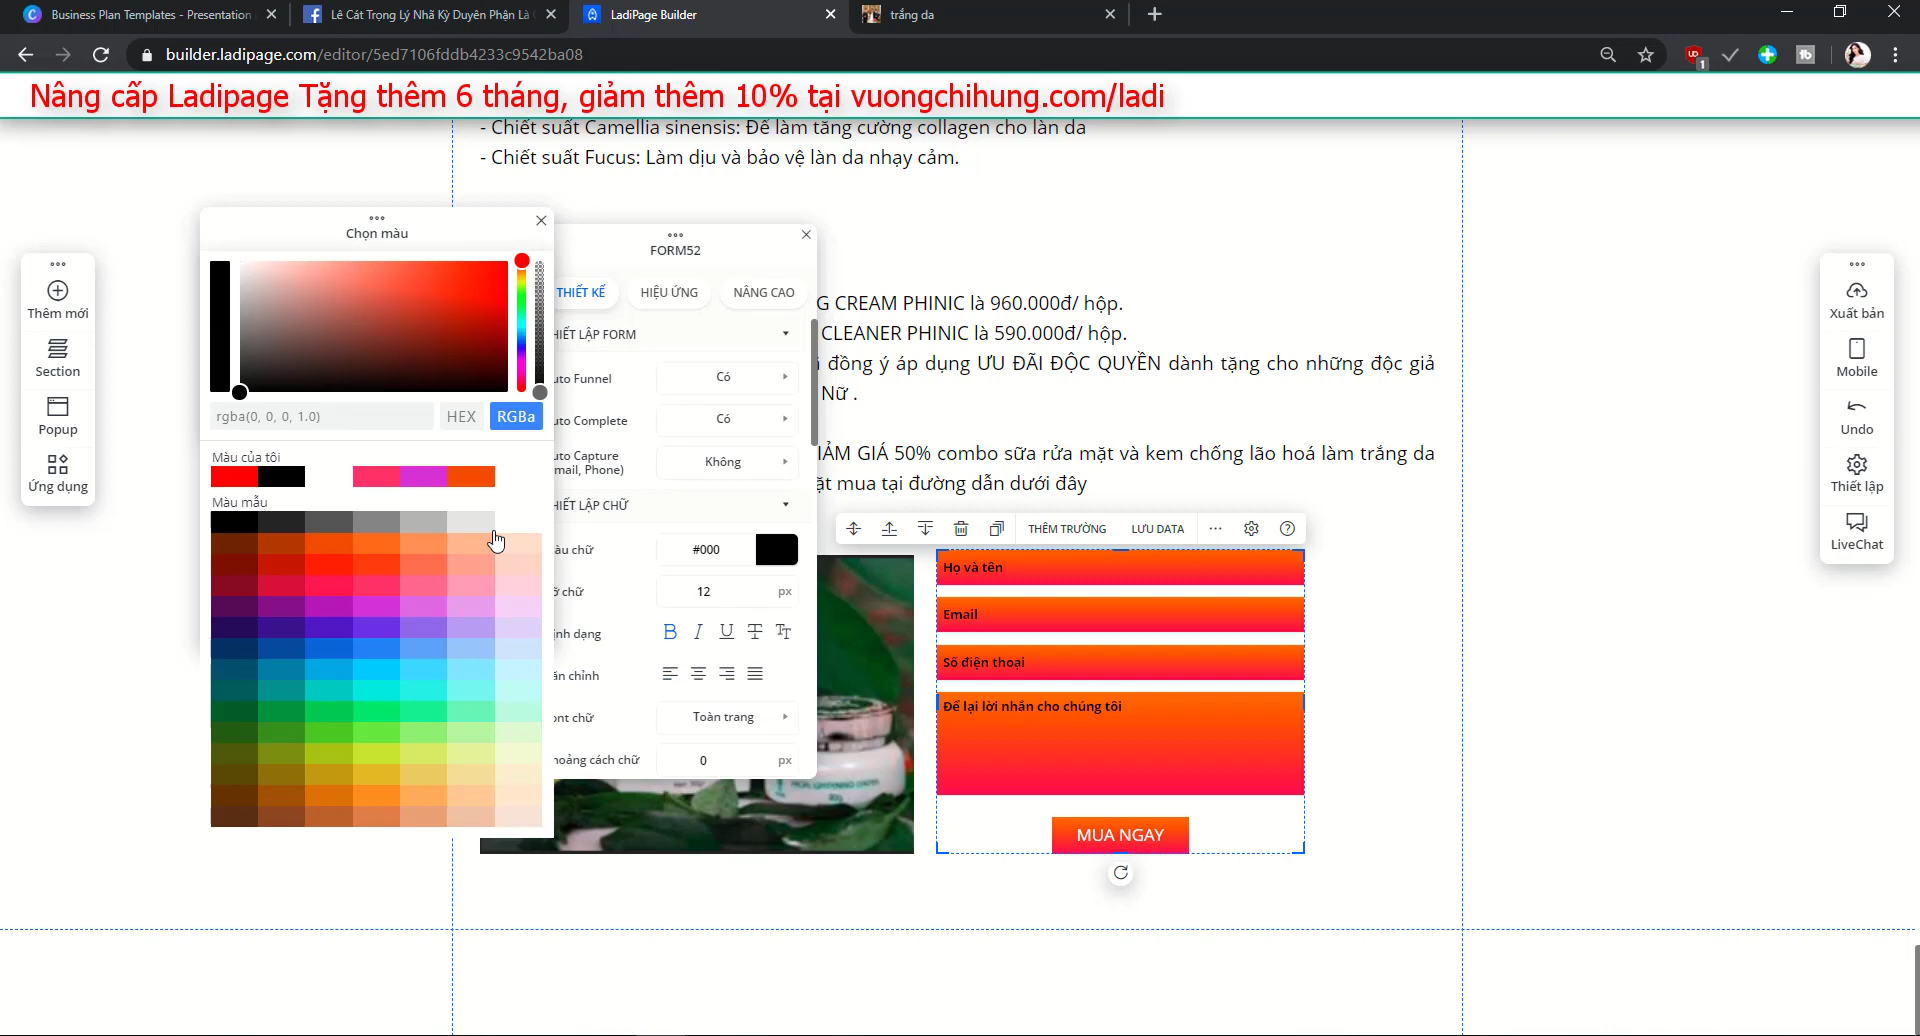 Business Plan Templates - Presentation
Lê Cát Trọng Lý Nhã Kỳ Duyên Phận Là
LadiPage Builder
trắng da
builder.ladipage.com/editor/5ed7106fddb4233c9542ba08
Nâng cấp Ladipage Tặng thêm 6 tháng, giảm thêm 10% tại vuongchihung.com/ladi
- Chiết suất Camellia sinensis: Để làm tăng cường collagen cho làn da
- Chiết suất Fucus: Làm dịu và bảo vệ làn da nhạy cảm.
Chọn màu
rgba(0, 0, 0, 1.0)
HEX
RGBa
Màu của tôi
Màu mẫu
FORM52
THIẾT KẾ
HIỆU ỨNG
NÂNG CAO
HIẾT LẬP FORM
uto Funnel
Có
uto Complete
Có
uto Capture
mail, Phone)
Không
HIẾT LẬP CHỮ
àu chữ
#000
ỡ chữ
12
px
ịnh dạng
B I U T TT
ăn chỉnh
ont chữ
Toàn trang
hoảng cách chữ
0
px
Thêm mới
Section
Popup
Ứng dụng
G CREAM PHINIC là 960.000đ/ hộp.
CLEANER PHINIC là 590.000đ/ hộp.
đồng ý áp dụng ƯU ĐÃI ĐỘC QUYỀN dành tặng cho những độc giả
Nữ .
IẢM GIÁ 50% combo sữa rửa mặt và kem chống lão hoá làm trắng da
ặt mua tại đường dẫn dưới đây
THÊM TRƯỜNG
LƯU DATA
Họ và tên
Email
Số điện thoại
Để lại lời nhắn cho chúng tôi
MUA NGAY
Xuất bản
Mobile
Undo
Thiết lập
LiveChat